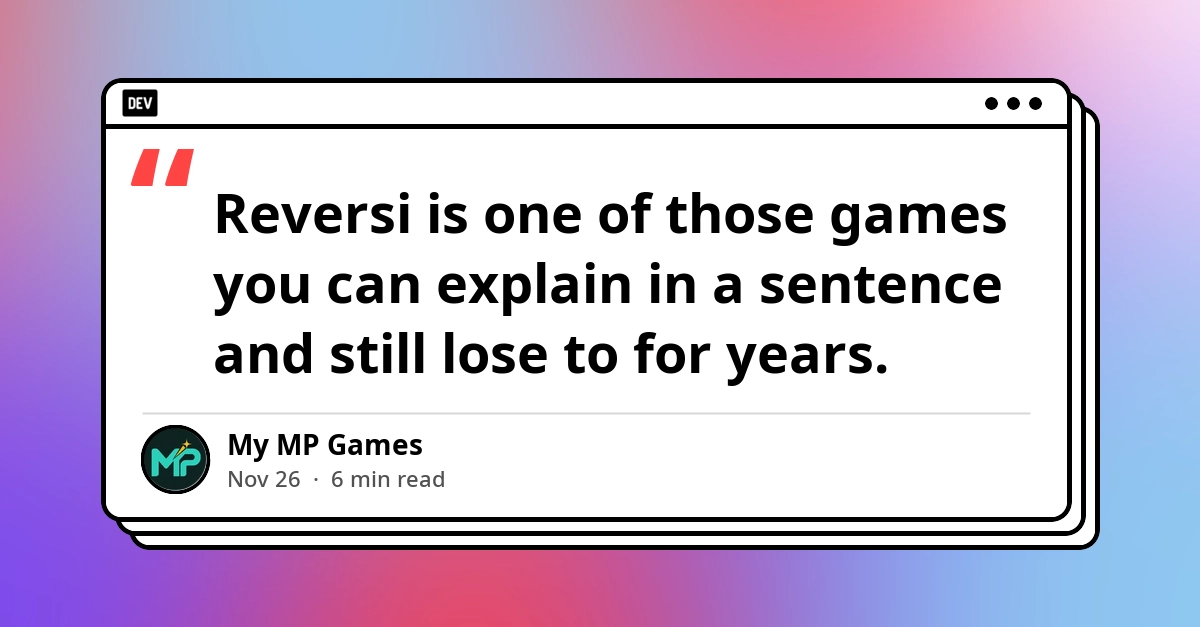 DEV
“
Reversi is one of those games
you can explain in a sentence
and still lose to for years.
MP
My MP Games
Nov 26 · 6 min read